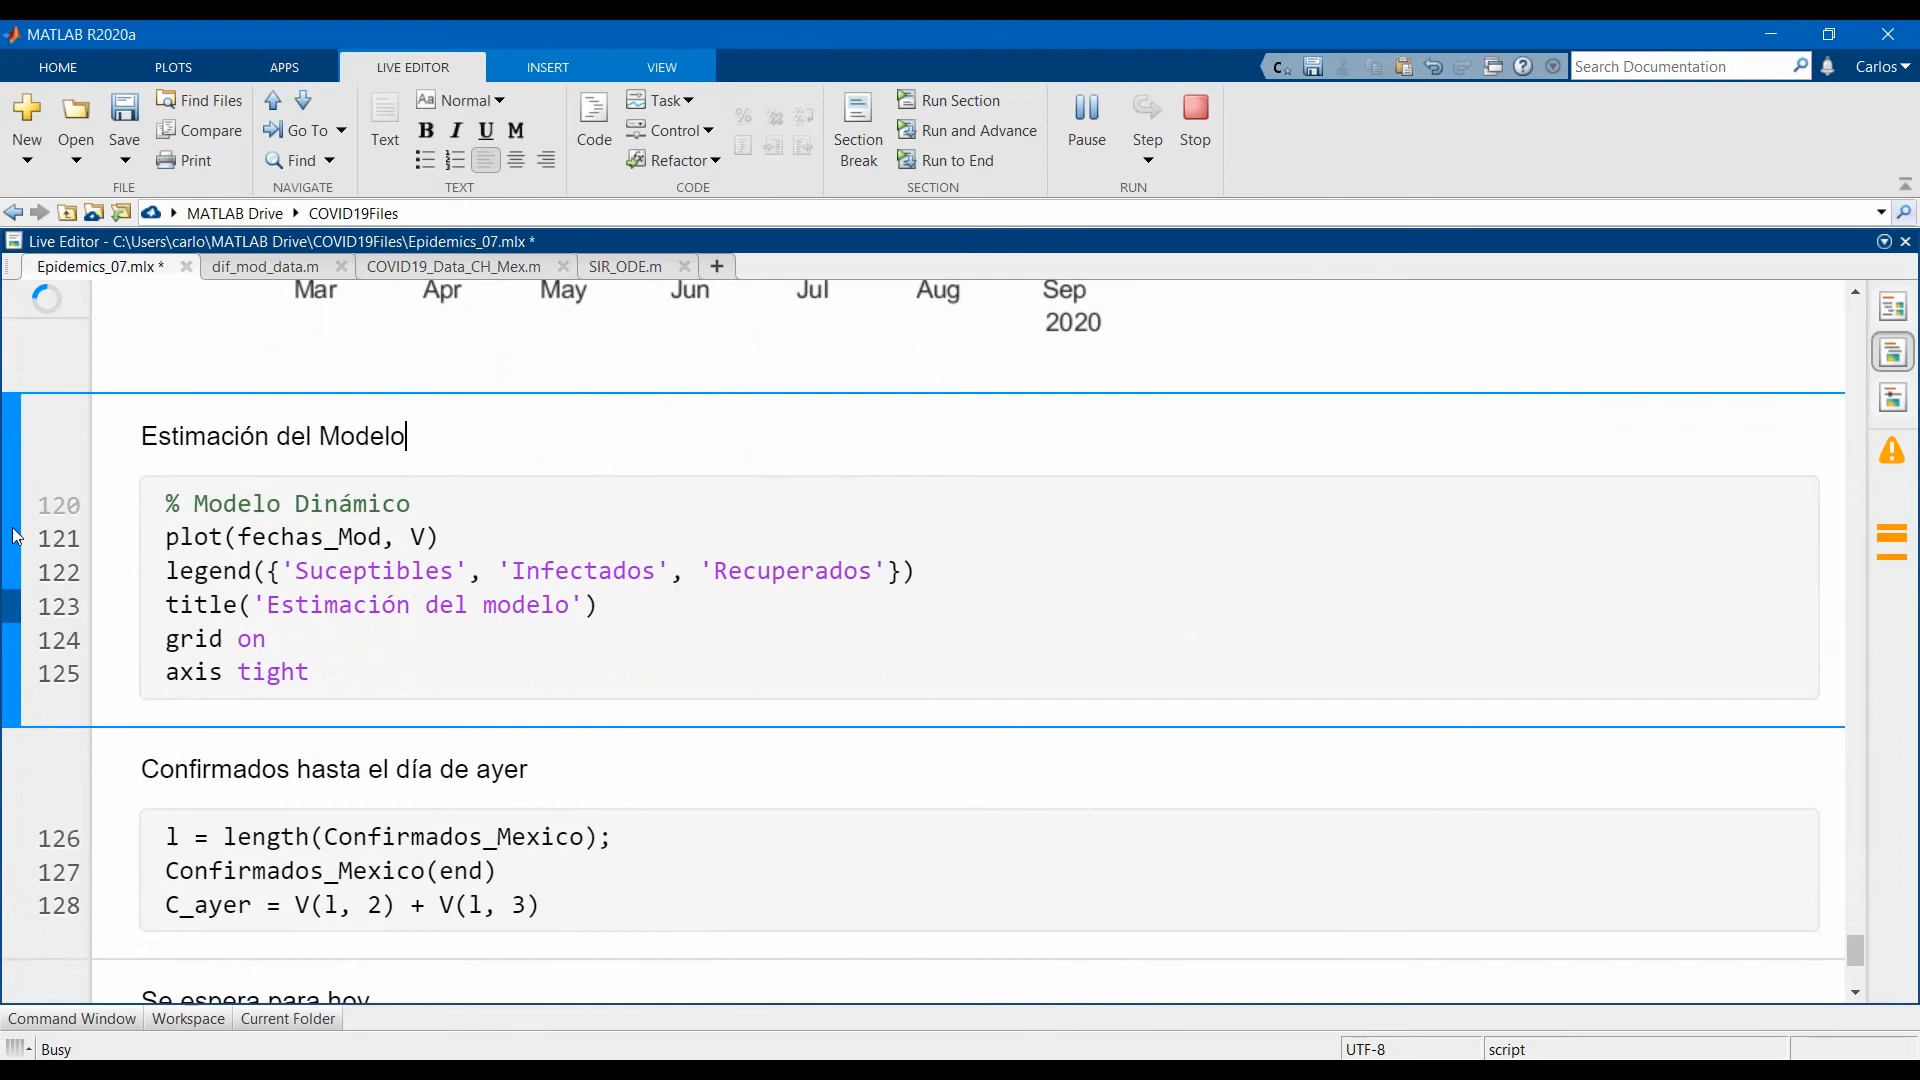 MATLAB R2020a
HOME PLOTS APPS LIVE EDITOR INSERT VIEW Search Documentation Carlos
New Open Save Find Files Compare Print
Go To Find
Text Normal B I U M
Code Task Control Refactor
Section Break Run Section Run and Advance Run to End
Pause Step Stop
FILE NAVIGATE TEXT CODE SECTION RUN
MATLAB Drive COVID19Files
Live Editor - C:\Users\carlo\MATLAB Drive\COVID19Files\Epidemics_07.mlx *
Epidemics_07.mlx * dif_mod_data.m COVID19_Data_CH_Mex.m SIR_ODE.m
Mar Apr May Jun Jul Aug Sep
2020
Estimación del Modelo
120 % Modelo Dinámico
121 plot(fechas_Mod, V)
122 legend({'Suceptibles', 'Infectados', 'Recuperados'})
123 title('Estimación del modelo')
124 grid on
125 axis tight
Confirmados hasta el día de ayer
126 l = length(Confirmados_Mexico);
127 Confirmados_Mexico(end)
128 C_ayer = V(l, 2) + V(l, 3)
Se espera para hoy
Command Window Workspace Current Folder
Busy UTF-8 script